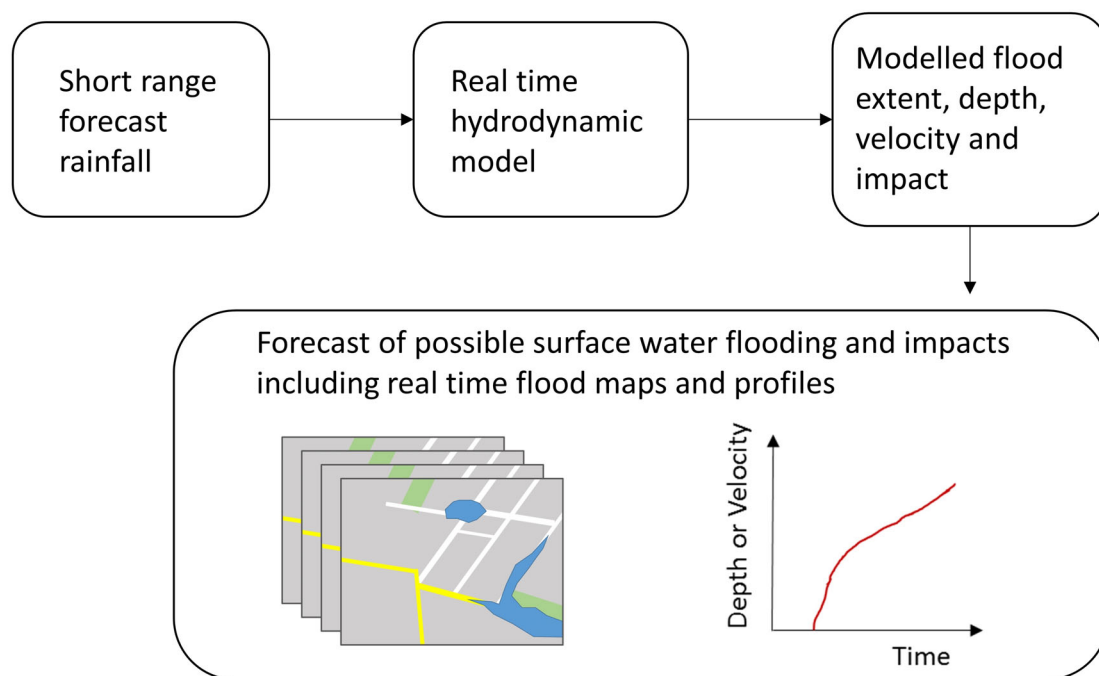 Short range
forecast
rainfall
Real time
hydrodynamic
model
Modelled flood
extent, depth,
velocity and
impact
Forecast of possible surface water flooding and impacts
including real time flood maps and profiles
Depth or Velocity
Time